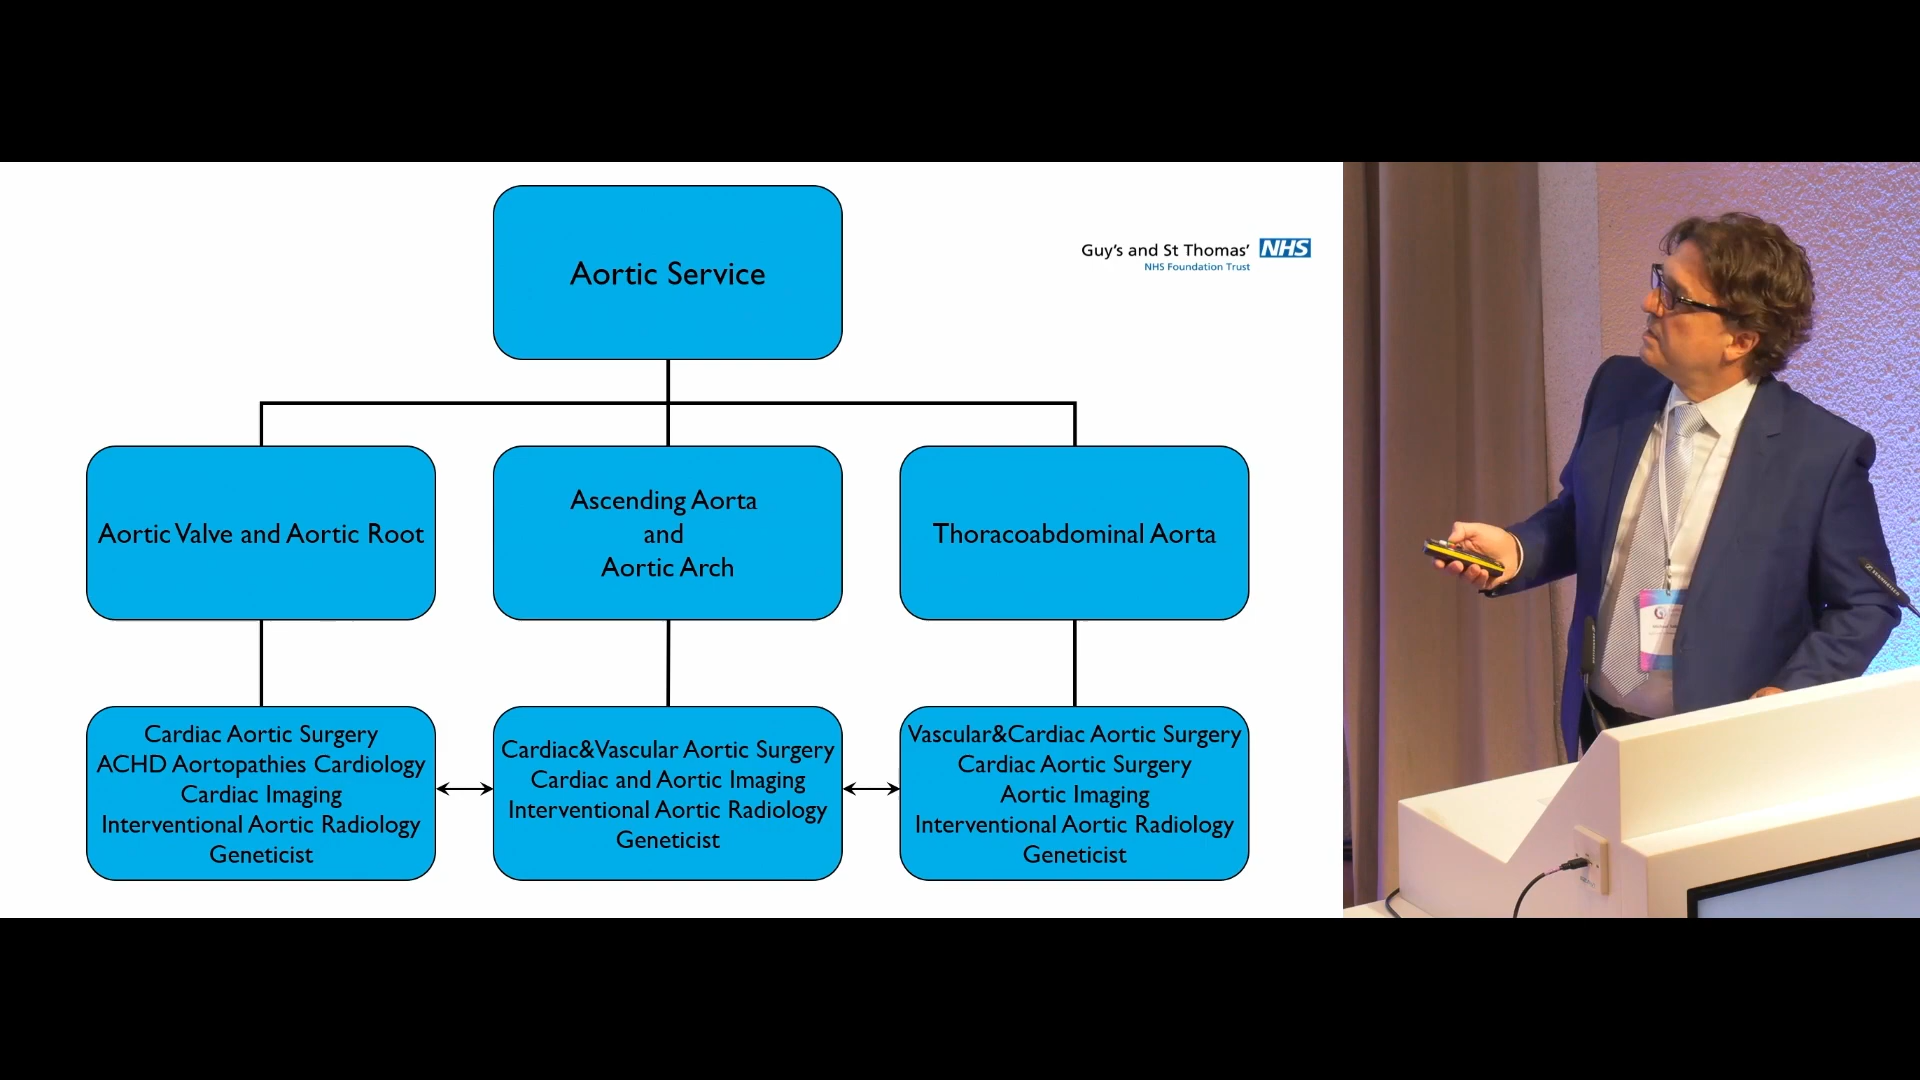 Aortic Service
Guy's and St Thomas' NHS
NHS Foundation Trust
Aortic Valve and Aortic Root
Ascending Aorta
and
Aortic Arch
Thoracoabdominal Aorta
Cardiac Aortic Surgery
ACHD Aortopathies Cardiology
Cardiac Imaging
Interventional Aortic Radiology
Geneticist
Cardiac&Vascular Aortic Surgery
Cardiac and Aortic Imaging
Interventional Aortic Radiology
Geneticist
Vascular&Cardiac Aortic Surgery
Cardiac Aortic Surgery
Aortic Imaging
Interventional Aortic Radiology
Geneticist
SENNHEISER